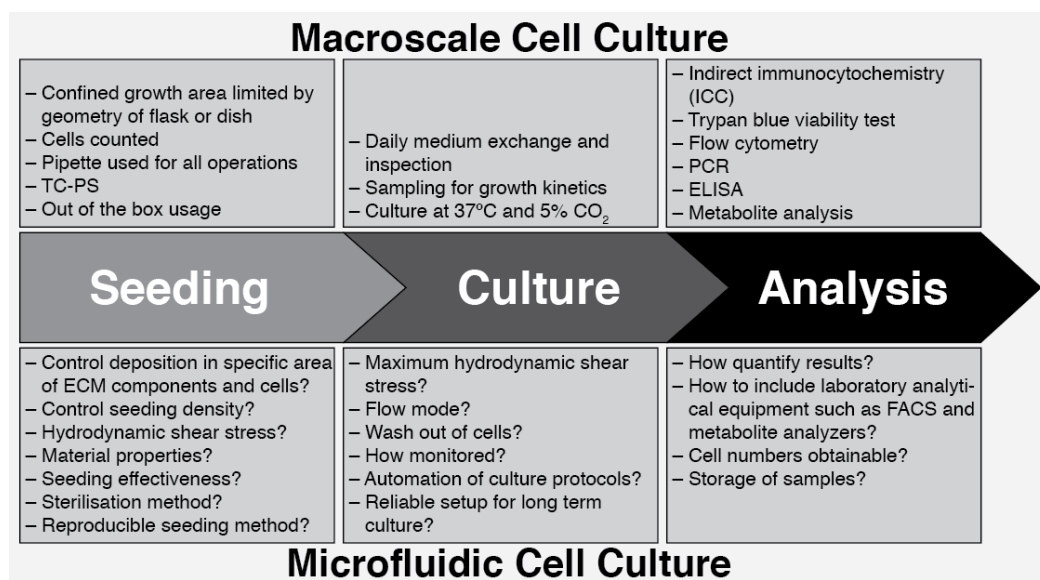 Macroscale Cell Culture
– Confined growth area limited by
geometry of flask or dish
– Cells counted
– Pipette used for all operations
– TC-PS
– Out of the box usage
– Daily medium exchange and
inspection
– Sampling for growth kinetics
– Culture at 37ºC and 5% CO₂
– Indirect immunocytochemistry
(ICC)
– Trypan blue viability test
– Flow cytometry
– PCR
– ELISA
– Metabolite analysis
Seeding
Culture
Analysis
– Control deposition in specific area
of ECM components and cells?
– Control seeding density?
– Hydrodynamic shear stress?
– Material properties?
– Seeding effectiveness?
– Sterilisation method?
– Reproducible seeding method?
– Maximum hydrodynamic shear
stress?
– Flow mode?
– Wash out of cells?
– How monitored?
– Automation of culture protocols?
– Reliable setup for long term
culture?
– How quantify results?
– How to include laboratory analyti-
cal equipment such as FACS and
metabolite analyzers?
– Cell numbers obtainable?
– Storage of samples?
Microfluidic Cell Culture